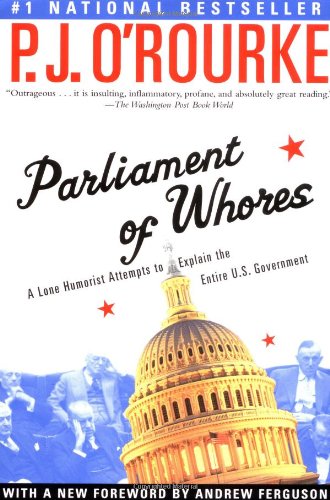 #1 NATIONAL BESTSELLER
P.J. O'ROURKE
"Outrageous . . . it is insulting, inflammatory, profane, and absolutely great reading."
—The Washington Post Book World
Parliament
of Whores
A Lone Humorist Attempts to Explain the
Entire U.S. Government
WITH A NEW FOREWORD BY ANDREW FERGUSON